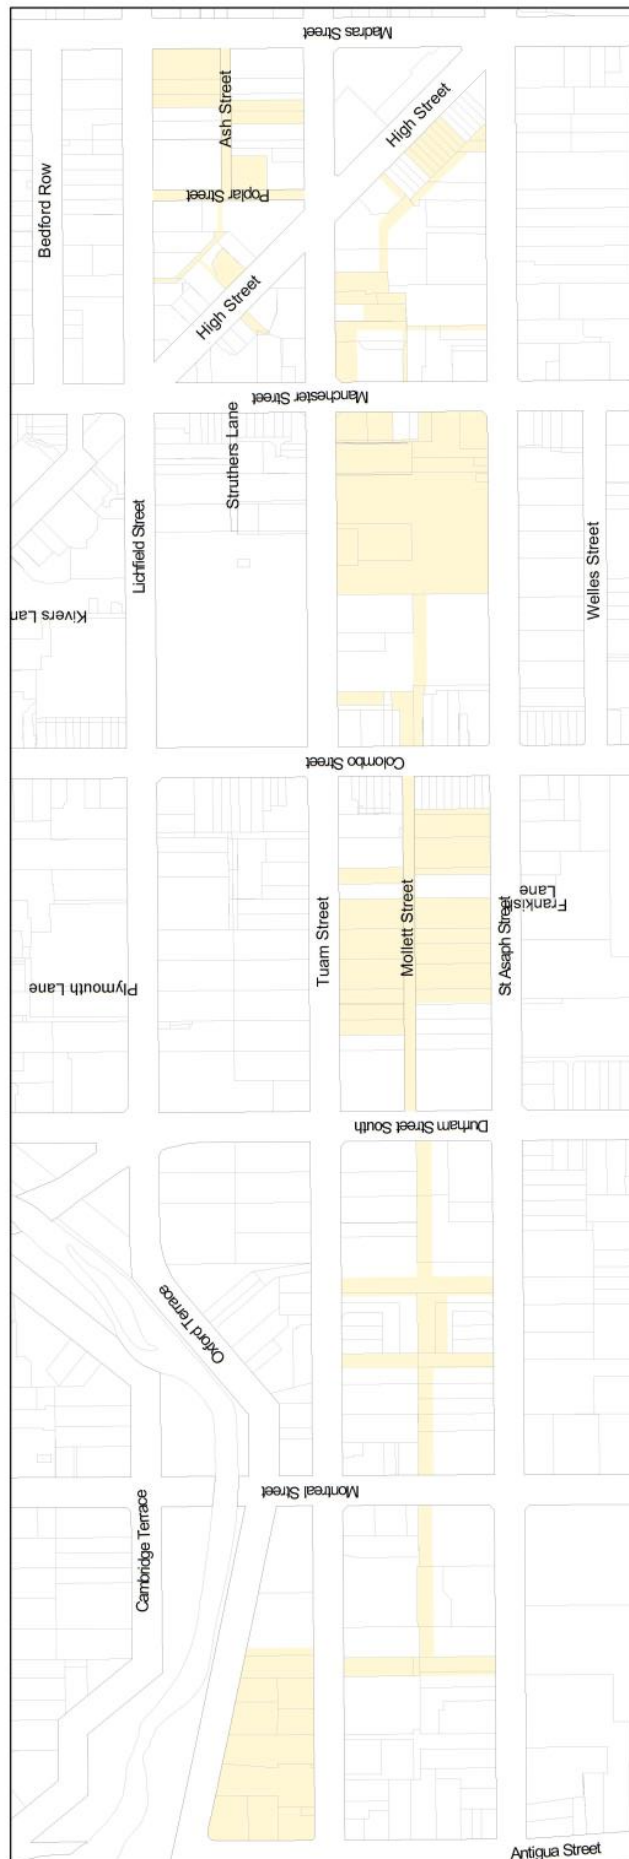 Madras Street
Ash Street
High Street
Bedford Row
Poplar Street
High Street
Manchester Street
Struthers Lane
Lichfield Street
Welles Street
Kivers Lan
Colombo Street
Frankish
Lane
Mollett Street
Tuam Street
St Asaph Street
Plymouth Lane
Durham Street South
Oxford Terrace
Montreal Street
Cambridge Terrace
Antigua Street